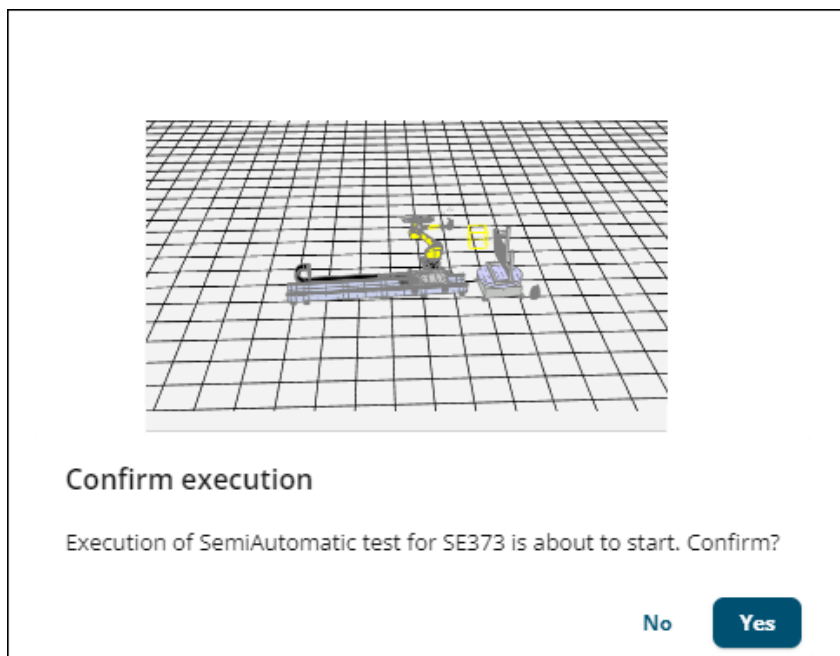 Confirm execution
Execution of SemiAutomatic test for SE373 is about to start. Confirm?
No
Yes